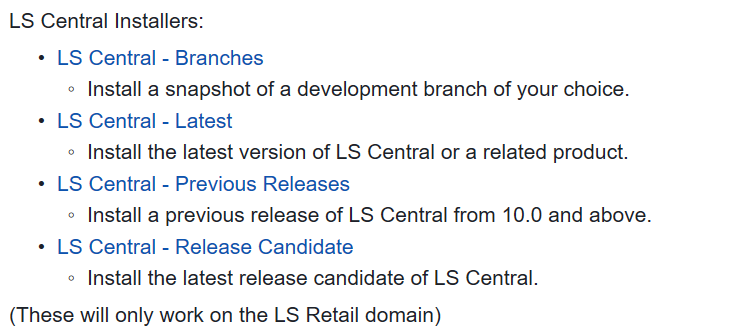 LS Central Installers:
• LS Central - Branches
◦ Install a snapshot of a development branch of your choice.
• LS Central - Latest
◦ Install the latest version of LS Central or a related product.
• LS Central - Previous Releases
◦ Install a previous release of LS Central from 10.0 and above.
• LS Central - Release Candidate
◦ Install the latest release candidate of LS Central.
(These will only work on the LS Retail domain)